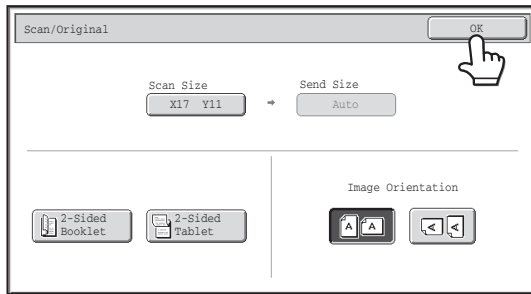 Scan/Original
OK
Scan Size
Send Size
X17 Y11
Auto
Image Orientation
2-Sided
Booklet
2-Sided
Tablet
A A
A A